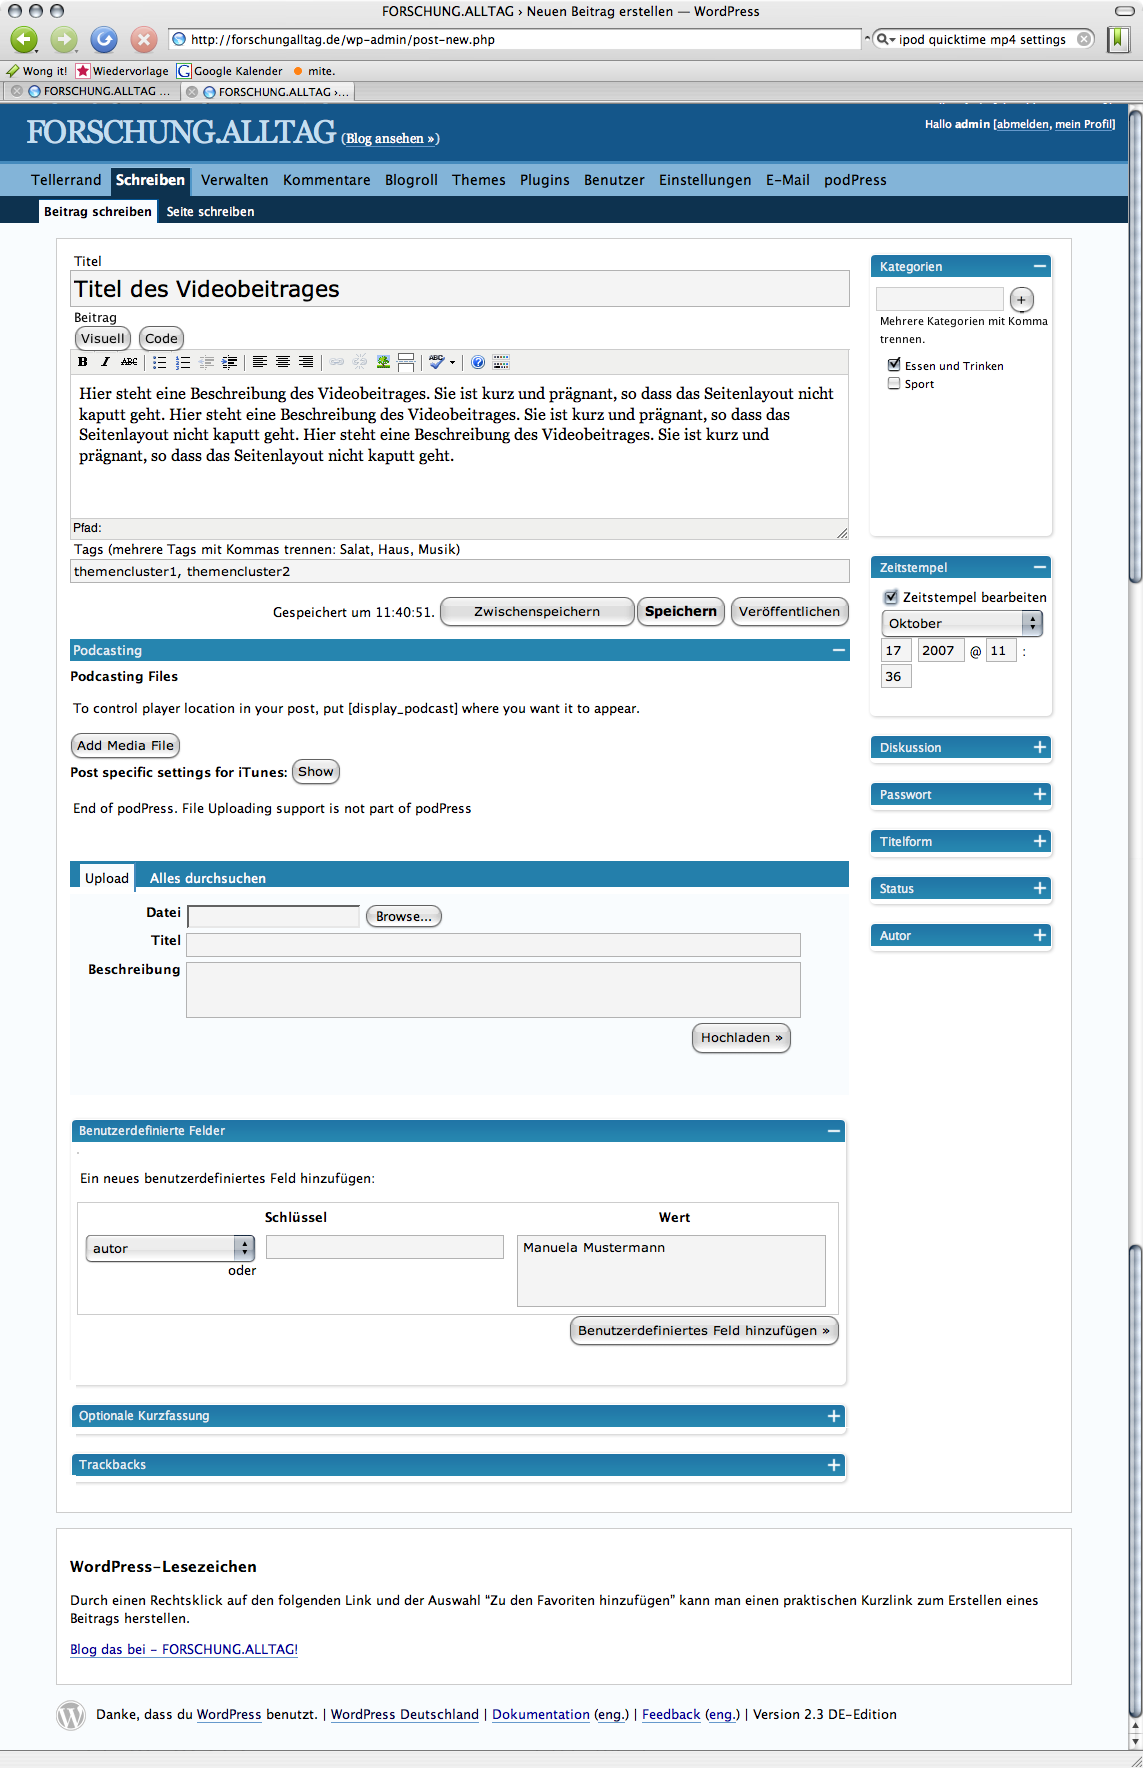 FORSCHUNG.ALLTAG › Neuen Beitrag erstellen — WordPress
http://forschungalltag.de/wp-admin/post-new.php
ipod quicktime mp4 settings
Wong it! Wiedervorlage Google Kalender mite.
FORSCHUNG.ALLTAG ... FORSCHUNG.ALLTAG ›...
FORSCHUNG.ALLTAG (Blog ansehen »)
Hallo admin [abmelden, mein Profil]
Tellerrand Schreiben Verwalten Kommentare Blogroll Themes Plugins Benutzer Einstellungen E-Mail podPress
Beitrag schreiben Seite schreiben
Titel
Titel des Videobeitrages
Beitrag
Visuell Code
B I ABC ABC
Hier steht eine Beschreibung des Videobeitrages. Sie ist kurz und prägnant, so dass das Seitenlayout nicht
kaputt geht. Hier steht eine Beschreibung des Videobeitrages. Sie ist kurz und prägnant, so dass das
Seitenlayout nicht kaputt geht. Hier steht eine Beschreibung des Videobeitrages. Sie ist kurz und
prägnant, so dass das Seitenlayout nicht kaputt geht.
Pfad:
Tags (mehrere Tags mit Kommas trennen: Salat, Haus, Musik)
themencluster1, themencluster2
Gespeichert um 11:40:51. Zwischenspeichern Speichern Veröffentlichen
Podcasting
Podcasting Files
To control player location in your post, put [display_podcast] where you want it to appear.
Add Media File
Post specific settings for iTunes: Show
End of podPress. File Uploading support is not part of podPress
Upload Alles durchsuchen
Datei Browse...
Titel
Beschreibung
Hochladen »
Benutzerdefinierte Felder
Ein neues benutzerdefiniertes Feld hinzufügen:
Schlüssel Wert
autor
oder
Manuela Mustermann
Benutzerdefiniertes Feld hinzufügen »
Optionale Kurzfassung
Trackbacks
Kategorien
+
Mehrere Kategorien mit Komma
trennen.
Essen und Trinken
Sport
Zeitstempel
Zeitstempel bearbeiten
Oktober
17 2007 @ 11 :
36
Diskussion
Passwort
Titelform
Status
Autor
WordPress-Lesezeichen
Durch einen Rechtsklick auf den folgenden Link und der Auswahl “Zu den Favoriten hinzufügen” kann man einen praktischen Kurzlink zum Erstellen eines
Beitrags herstellen.
Blog das bei – FORSCHUNG.ALLTAG!
Danke, dass du WordPress benutzt. | WordPress Deutschland | Dokumentation (eng.) | Feedback (eng.) | Version 2.3 DE-Edition